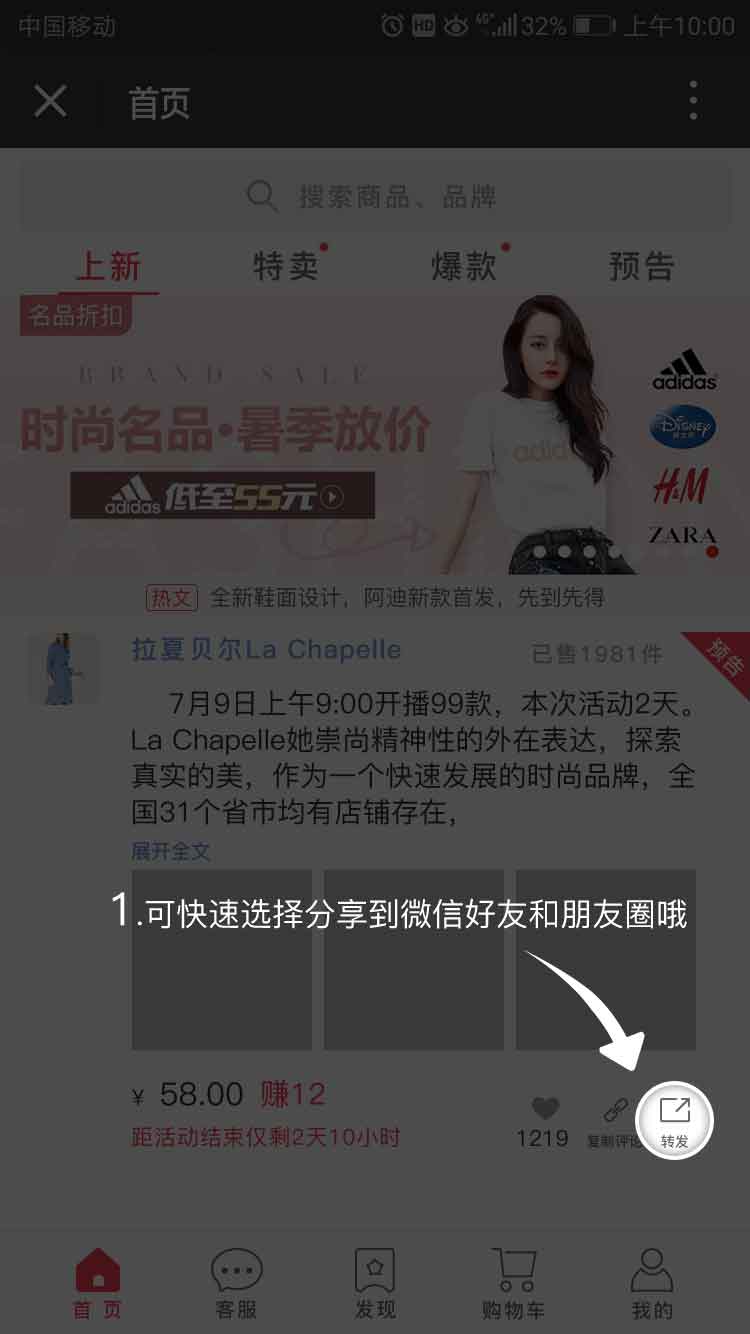 中国移动
HD
4G
32%
上午10:00
首页
搜索商品、品牌
上新
特卖
爆款
预告
名品折扣
BRAND SALE
时尚名品·暑季放价
adidas 低至55元
adidas
Disney
H&M
ZARA
热文 全新鞋面设计，阿迪新款首发，先到先得
拉夏贝尔La Chapelle
已售1981件
预告
7月9日上午9:00开播99款，本次活动2天。
La Chapelle她崇尚精神性的外在表达，探索
真实的美，作为一个快速发展的时尚品牌，全
国31个省市均有店铺存在，
展开全文
1.可快速选择分享到微信好友和朋友圈哦
¥ 58.00 赚12
距活动结束仅剩2天10小时
1219
复制评论
转发
首 页
客服
发现
购物车
我的